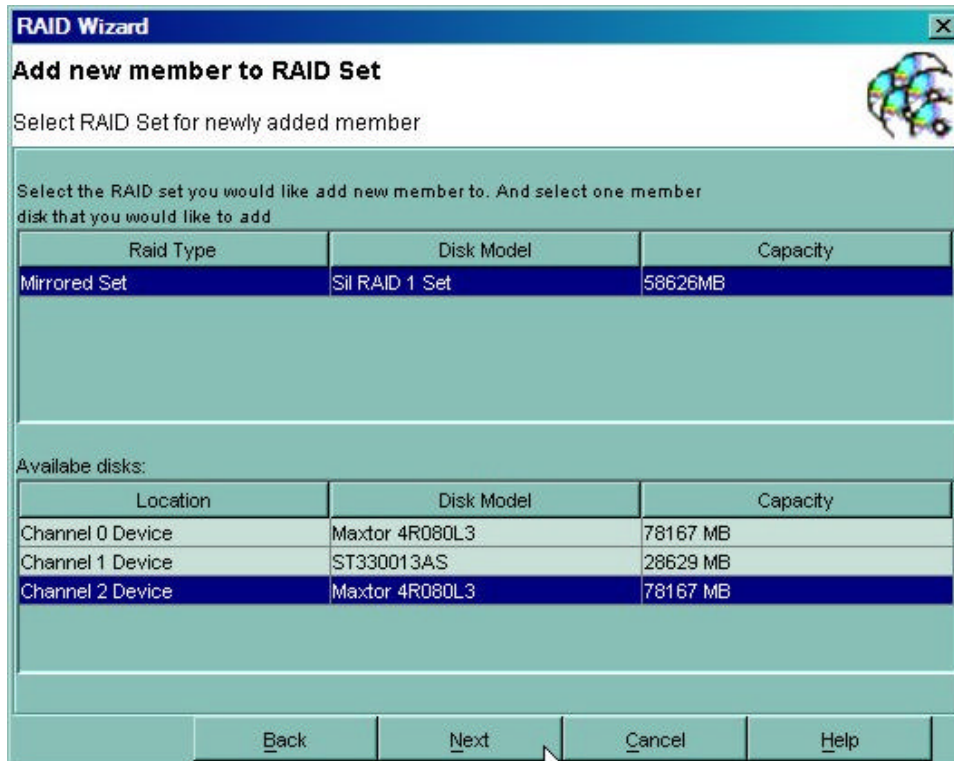 RAID Wizard
Add new member to RAID Set
Select RAID Set for newly added member
Select the RAID set you would like add new member to. And select one member
disk that you would like to add
Raid Type Disk Model Capacity
Mirrored Set Sil RAID 1 Set 58626MB
Availabe disks:
Location Disk Model Capacity
Channel 0 Device Maxtor 4R080L3 78167 MB
Channel 1 Device ST330013AS 28629 MB
Channel 2 Device Maxtor 4R080L3 78167 MB
Back Next Cancel Help